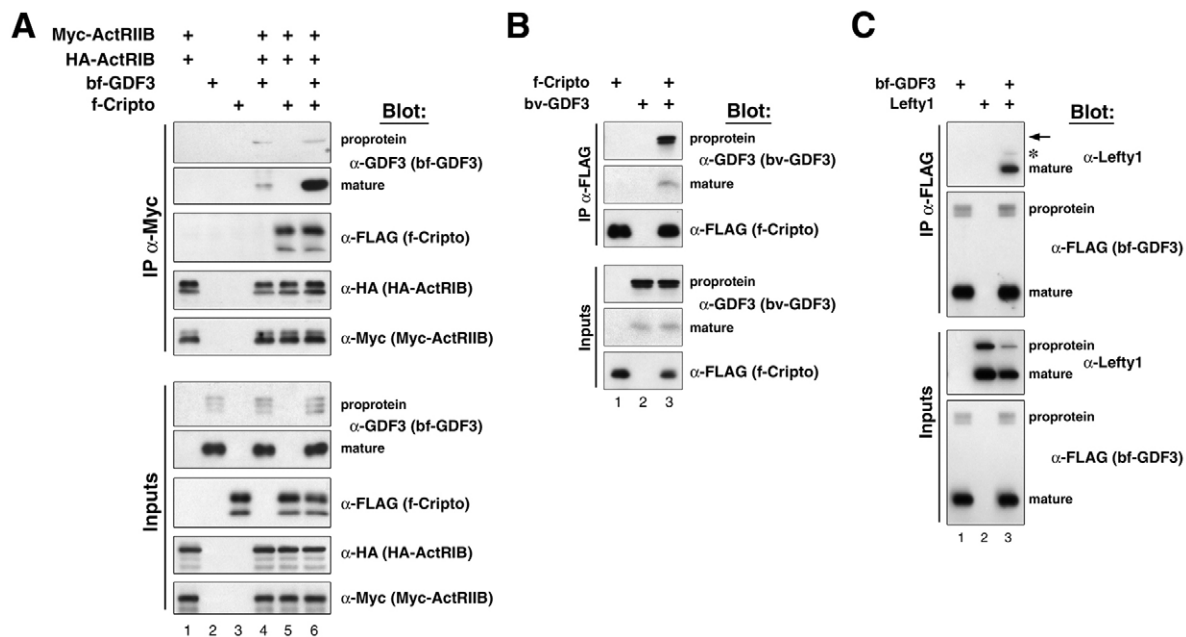 A
Myc-ActRIIB + + + +
HA-ActRIB + + + +
bf-GDF3 + + +
f-Cripto + + +
Blot:
IP α-Myc
proprotein
α-GDF3 (bf-GDF3)
mature
α-FLAG (f-Cripto)
α-HA (HA-ActRIB)
α-Myc (Myc-ActRIIB)
Inputs
proprotein
α-GDF3 (bf-GDF3)
mature
α-FLAG (f-Cripto)
α-HA (HA-ActRIB)
α-Myc (Myc-ActRIIB)
1 2 3 4 5 6
B
f-Cripto + +
bv-GDF3 + +
Blot:
IP α-FLAG
proprotein
α-GDF3 (bv-GDF3)
mature
α-FLAG (f-Cripto)
Inputs
proprotein
α-GDF3 (bv-GDF3)
mature
α-FLAG (f-Cripto)
1 2 3
C
bf-GDF3 + +
Lefty1 + +
Blot:
IP α-FLAG
*
α-Lefty1
mature
proprotein
α-FLAG (bf-GDF3)
mature
Inputs
proprotein
α-Lefty1
mature
proprotein
α-FLAG (bf-GDF3)
mature
1 2 3